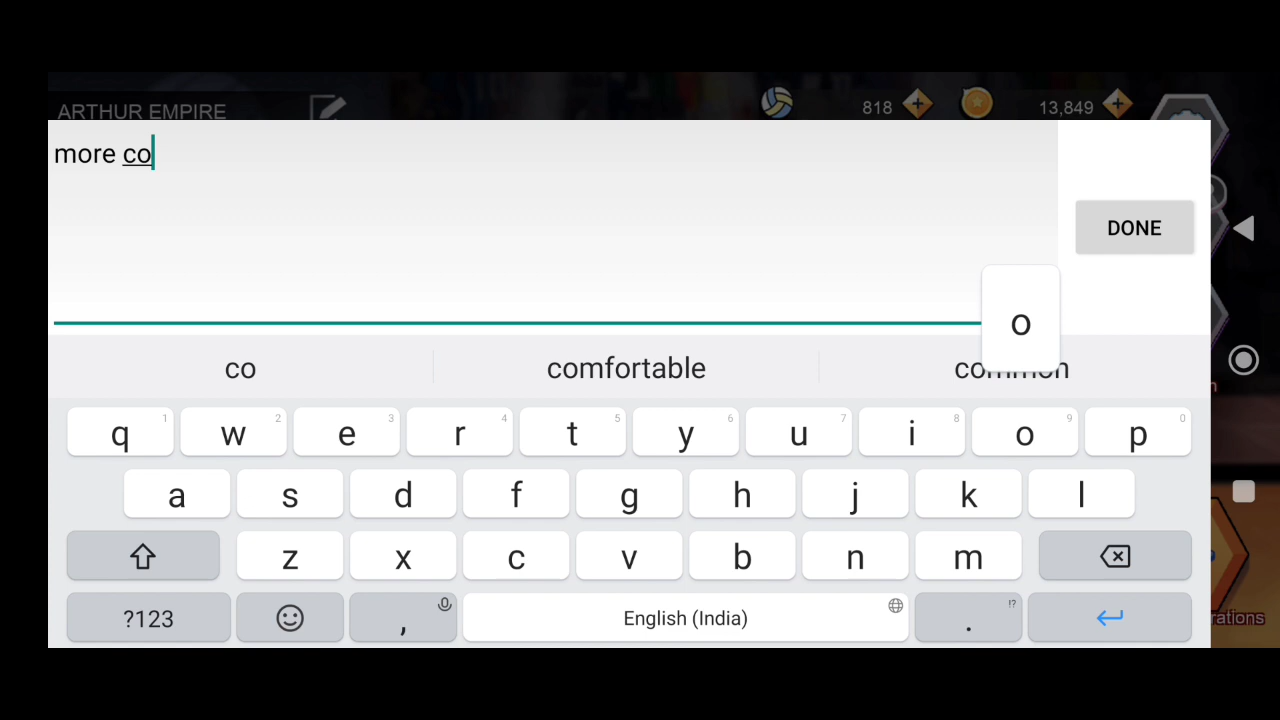 ARTHUR EMPIRE
818
13,849
more co
DONE
o
co comfortable
q 1 w 2 e 3 r 4 t 5 y 6 u 7 i 8 o 9 p 0
a s d f g h j k l
z x c v b n m
?123 , English (India) !? .